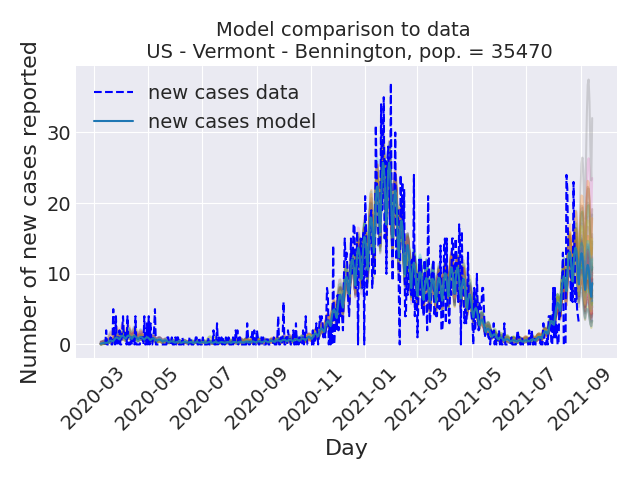 Model comparison to data
US - Vermont - Bennington, pop. = 35470
Number of new cases reported
30
20
10
0
new cases data
new cases model
2020-03
2020-05
2020-07
2020-09
2020-11
2021-01
2021-03
2021-05
2021-07
2021-09
Day